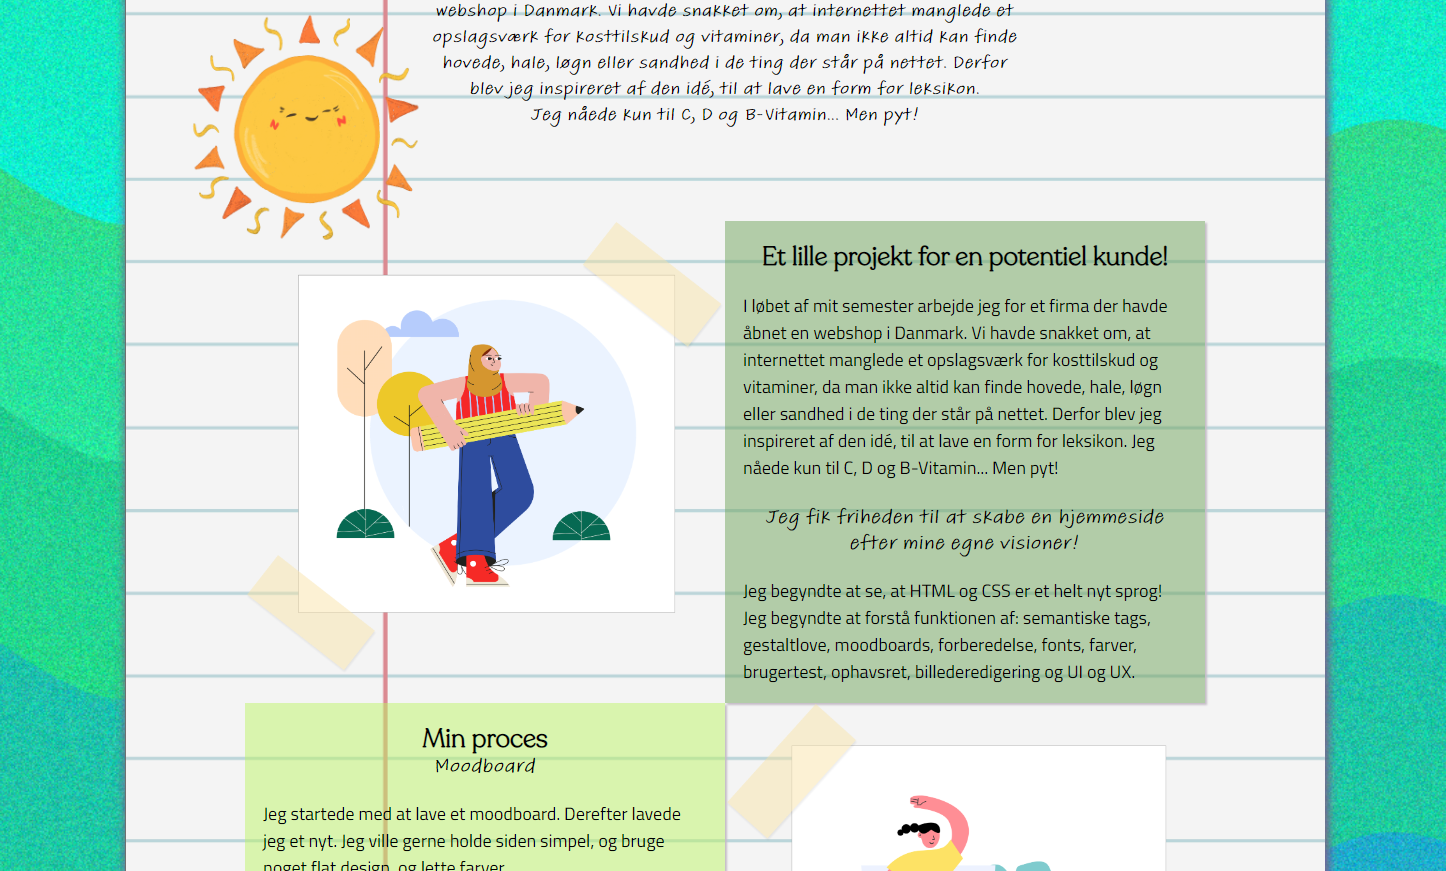 webshop i Danmark. Vi havde snakket om, at internettet manglede et
opslagsværk for kosttilskud og vitaminer, da man ikke altid kan finde
hovede, hale, løgn eller sandhed i de ting der står på nettet. Derfor
blev jeg inspireret af den idé, til at lave en form for leksikon.
Jeg nåede kun til C, D og B-Vitamin... Men pyt!
Et lille projekt for en potentiel kunde!
I løbet af mit semester arbejde jeg for et firma der havde
åbnet en webshop i Danmark. Vi havde snakket om, at
internettet manglede et opslagsværk for kosttilskud og
vitaminer, da man ikke altid kan finde hovede, hale, løgn
eller sandhed i de ting der står på nettet. Derfor blev jeg
inspireret af den idé, til at lave en form for leksikon. Jeg
nåede kun til C, D og B-Vitamin... Men pyt!
Jeg fik friheden til at skabe en hjemmeside
efter mine egne visioner!
Jeg begyndte at se, at HTML og CSS er et helt nyt sprog!
Jeg begyndte at forstå funktionen af: semantiske tags,
gestaltlove, moodboards, forberedelse, fonts, farver,
brugertest, ophavsret, billederedigering og UI og UX.
Min proces
Moodboard
Jeg startede med at lave et moodboard. Derefter lavede
jeg et nyt. Jeg ville gerne holde siden simpel, og bruge
noget flat design, og lette farver.